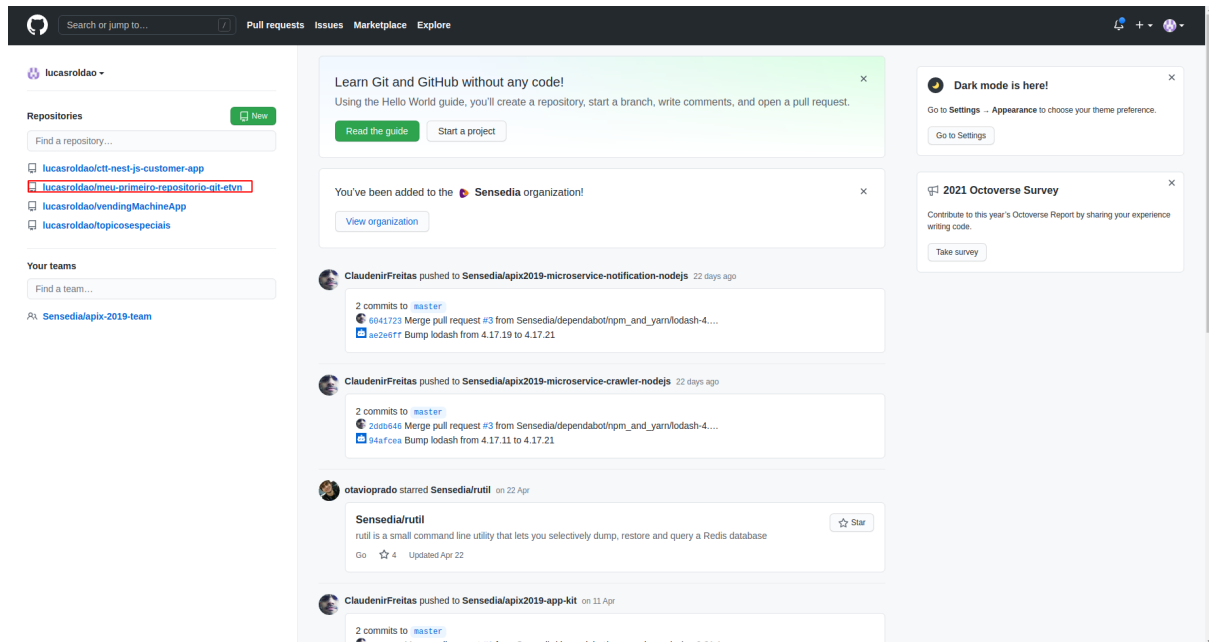 Search or jump to...
/
Pull requests Issues Marketplace Explore
lucasroldao
Repositories
New
Find a repository...
lucasroldao/ctt-nest-js-customer-app
lucasroldao/meu-primeiro-repositorio-git-etvn
lucasroldao/vendingMachineApp
lucasroldao/topicosespeciais
Your teams
Find a team...
Sensedia/apix-2019-team
Learn Git and GitHub without any code!
Using the Hello World guide, you'll create a repository, start a branch, write comments, and open a pull request.
Read the guide
Start a project
You've been added to the Sensedia organization!
View organization
ClaudenirFreitas pushed to Sensedia/apix2019-microservice-notification-nodejs 22 days ago
2 commits to master
6041723 Merge pull request #3 from Sensedia/dependabot/npm_and_yarn/lodash-4....
ae2e6ff Bump lodash from 4.17.19 to 4.17.21
ClaudenirFreitas pushed to Sensedia/apix2019-microservice-crawler-nodejs 22 days ago
2 commits to master
2ddb646 Merge pull request #3 from Sensedia/dependabot/npm_and_yarn/lodash-4....
94afcea Bump lodash from 4.17.11 to 4.17.21
otavioprado starred Sensedia/rutil on 22 Apr
Sensedia/rutil
Star
rutil is a small command line utility that lets you selectively dump, restore and query a Redis database
Go 4 Updated Apr 22
ClaudenirFreitas pushed to Sensedia/apix2019-app-kit on 11 Apr
2 commits to master
Dark mode is here!
Go to Settings → Appearance to choose your theme preference.
Go to Settings
2021 Octoverse Survey
Contribute to this year's Octoverse Report by sharing your experience
writing code.
Take survey